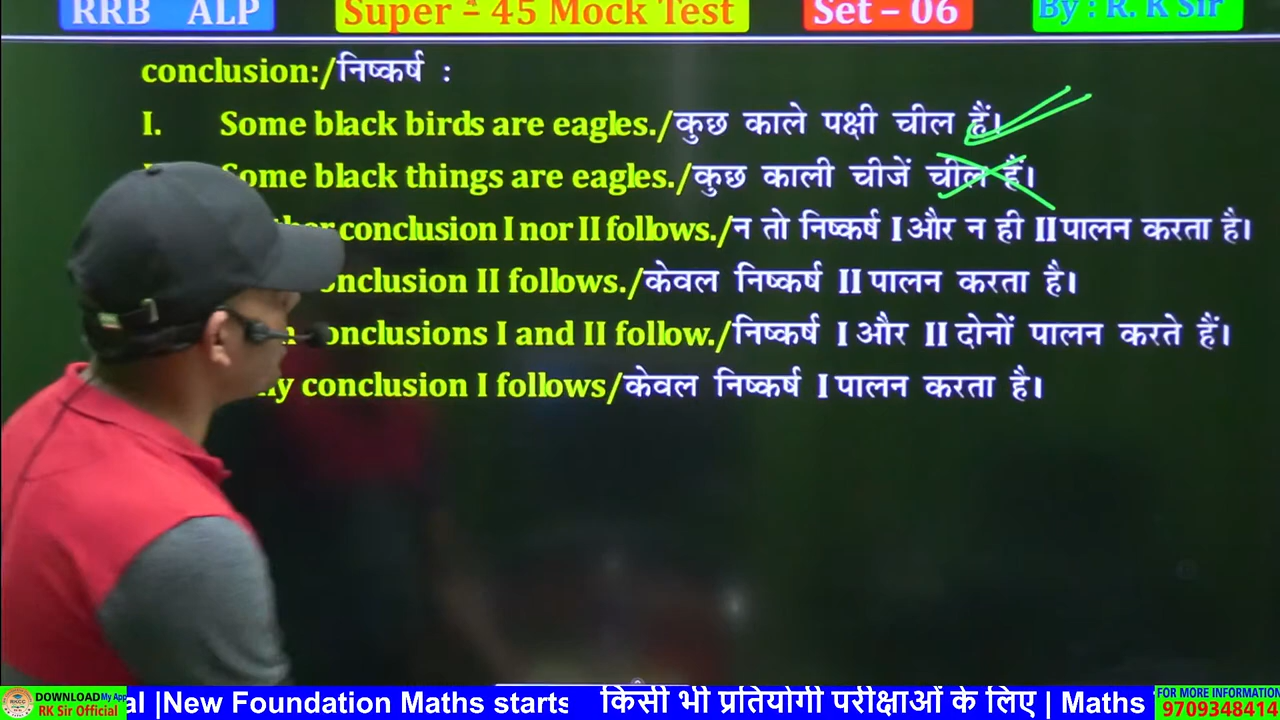 RRB ALP Super - 45 Mock Test Set – 06 By : R. K Sir
conclusion:/निष्कर्ष :
I. Some black birds are eagles./कुछ काले पक्षी चील हैं।
Some black things are eagles./कुछ काली चीजें चील हैं।
conclusion I nor II follows./न तो निष्कर्ष I और न ही II पालन करता है।
conclusion II follows./केवल निष्कर्ष II पालन करता है।
conclusions I and II follow./निष्कर्ष I और II दोनों पालन करते हैं।
conclusion I follows/केवल निष्कर्ष I पालन करता है।
DOWNLOAD My App
RK Sir Official
al |New Foundation Maths starts किसी भी प्रतियोगी परीक्षाओं के लिए | Maths
FOR MORE INFORMATION
9709348414